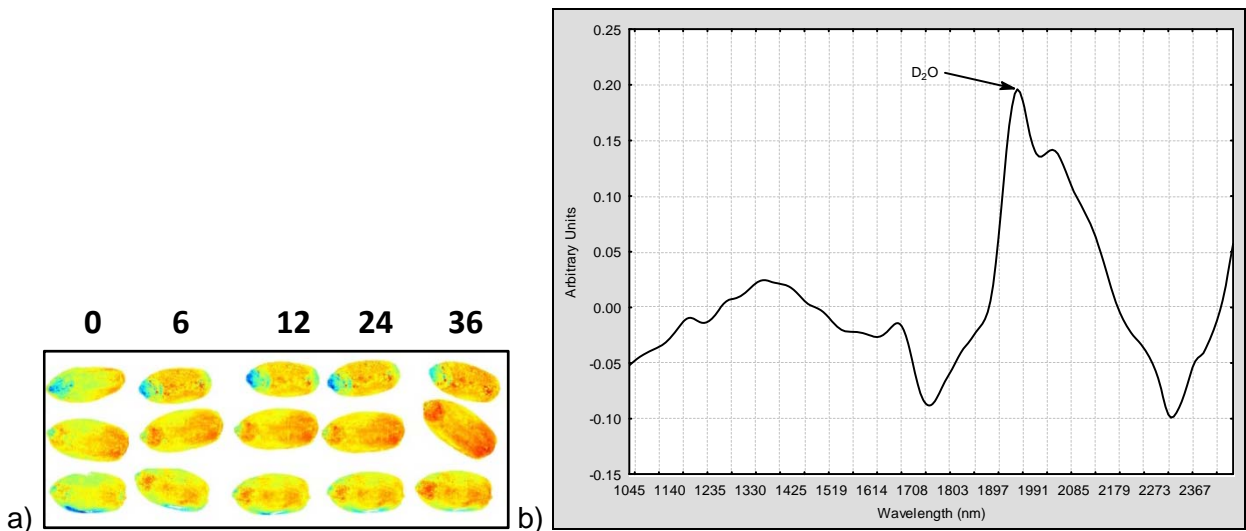 0 6 12 24 36
a)
b)
0.25
0.20
0.15
0.10
0.05
0.00
-0.05
-0.10
-0.15
Arbitrary Units
D₂O
1045 1140 1235 1330 1425 1519 1614 1708 1803 1897 1991 2085 2179 2273 2367
Wavelength (nm)